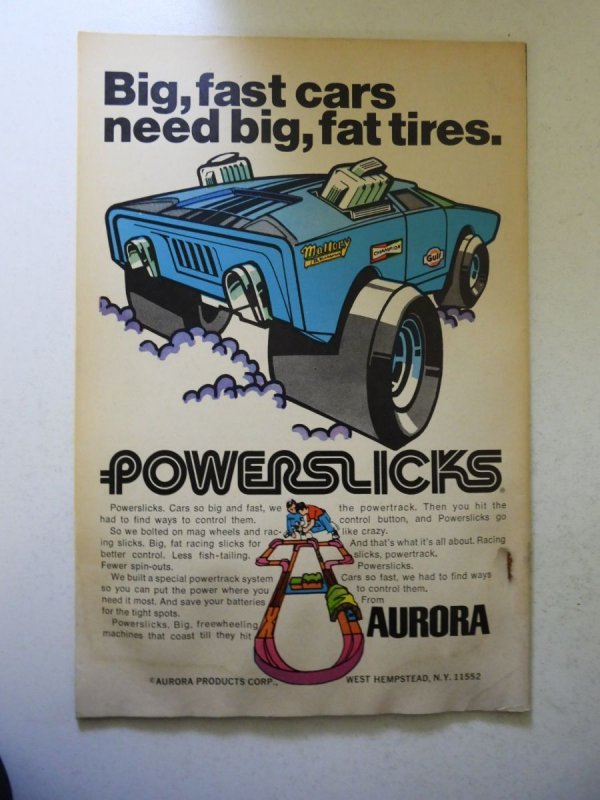 Big, fast cars
need big, fat tires.
Mallory
CHAMPION
Gulf
POWERSLICKS®
Powerslicks. Cars so big and fast, we
had to find ways to control them.
So we bolted on mag wheels and rac-
ing slicks. Big, fat racing slicks for
better control. Less fish-tailing.
Fewer spin-outs.
We built a special powertrack system
so you can put the power where you
need it most. And save your batteries
for the tight spots.
Powerslicks. Big, freewheeling
machines that coast till they hit
the powertrack. Then you hit the
control button, and Powerslicks go
like crazy.
And that's what it's all about. Racing
slicks, powertrack.
Powerslicks.
Cars so fast, we had to find ways
to control them.
From
AURORA
©AURORA PRODUCTS CORP., WEST HEMPSTEAD, N.Y. 11552